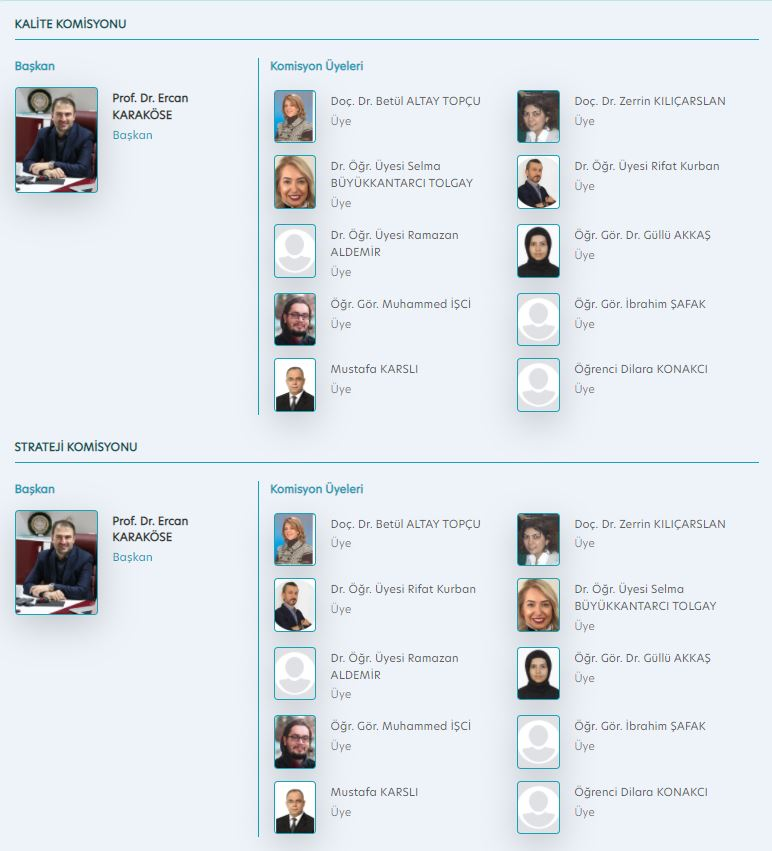 KALİTE KOMİSYONU
Başkan
Prof. Dr. Ercan
KARAKÖSE
Başkan
Komisyon Üyeleri
Doç. Dr. Betül ALTAY TOPÇU
Üye
Doç. Dr. Zerrin KILIÇARSLAN
Üye
Dr. Öğr. Üyesi Selma
BÜYÜKKANTARCI TOLGAY
Üye
Dr. Öğr. Üyesi Rifat Kurban
Üye
Dr. Öğr. Üyesi Ramazan
ALDEMİR
Üye
Öğr. Gör. Dr. Güllü AKKAŞ
Üye
Öğr. Gör. Muhammed İŞCİ
Üye
Öğr. Gör. İbrahim ŞAFAK
Üye
Mustafa KARSLI
Üye
Öğrenci Dilara KONAKCI
Üye
STRATEJİ KOMİSYONU
Başkan
Prof. Dr. Ercan
KARAKÖSE
Başkan
Komisyon Üyeleri
Doç. Dr. Betül ALTAY TOPÇU
Üye
Doç. Dr. Zerrin KILIÇARSLAN
Üye
Dr. Öğr. Üyesi Rifat Kurban
Üye
Dr. Öğr. Üyesi Selma
BÜYÜKKANTARCI TOLGAY
Üye
Dr. Öğr. Üyesi Ramazan
ALDEMİR
Üye
Öğr. Gör. Dr. Güllü AKKAŞ
Üye
Öğr. Gör. Muhammed İŞCİ
Üye
Öğr. Gör. İbrahim ŞAFAK
Üye
Mustafa KARSLI
Üye
Öğrenci Dilara KONAKCI
Üye